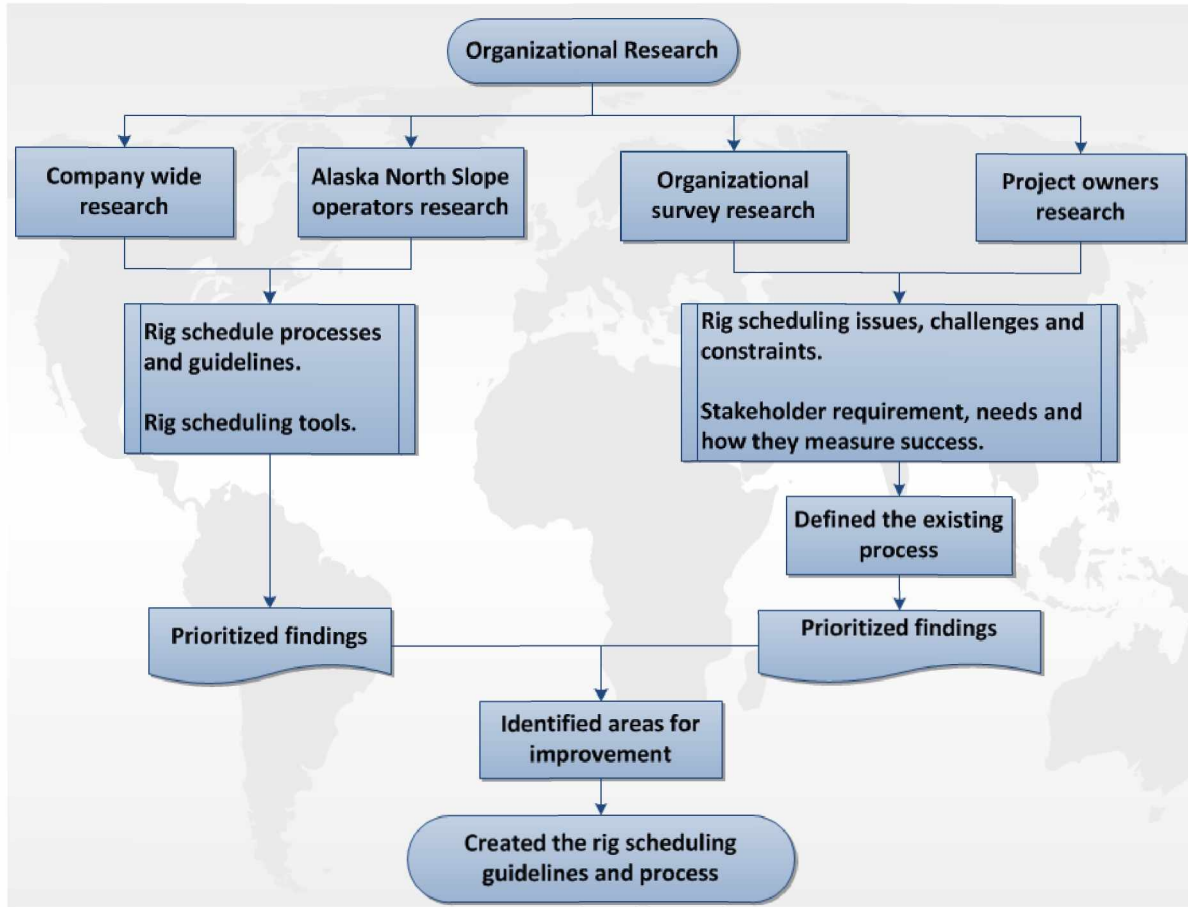 Organizational Research
Company wide
research
Alaska North Slope
operators research
Organizational
survey research
Project owners
research
Rig schedule processes
and guidelines.
Rig scheduling tools.
Rig scheduling issues, challenges and
constraints.
Stakeholder requirement, needs and
how they measure success.
Defined the existing
process
Prioritized findings
Prioritized findings
Identified areas for
improvement
Created the rig scheduling
guidelines and process